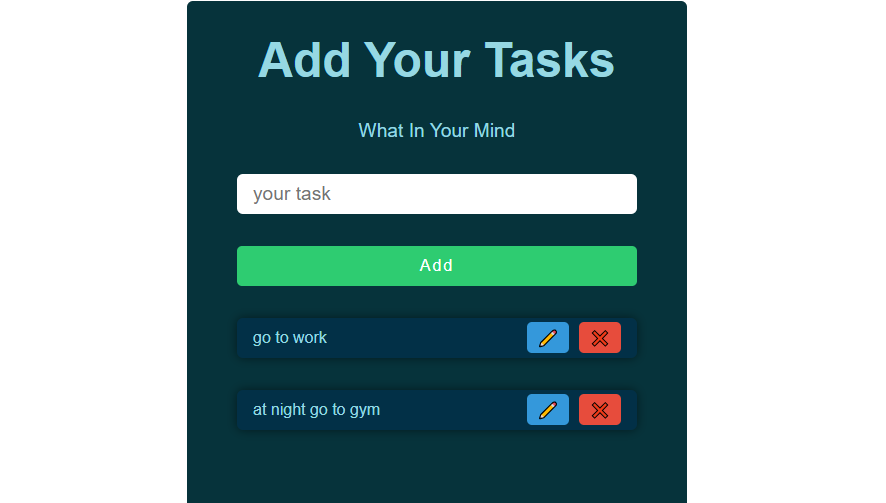 Add Your Tasks
What In Your Mind
your task
Add
go to work
at night go to gym